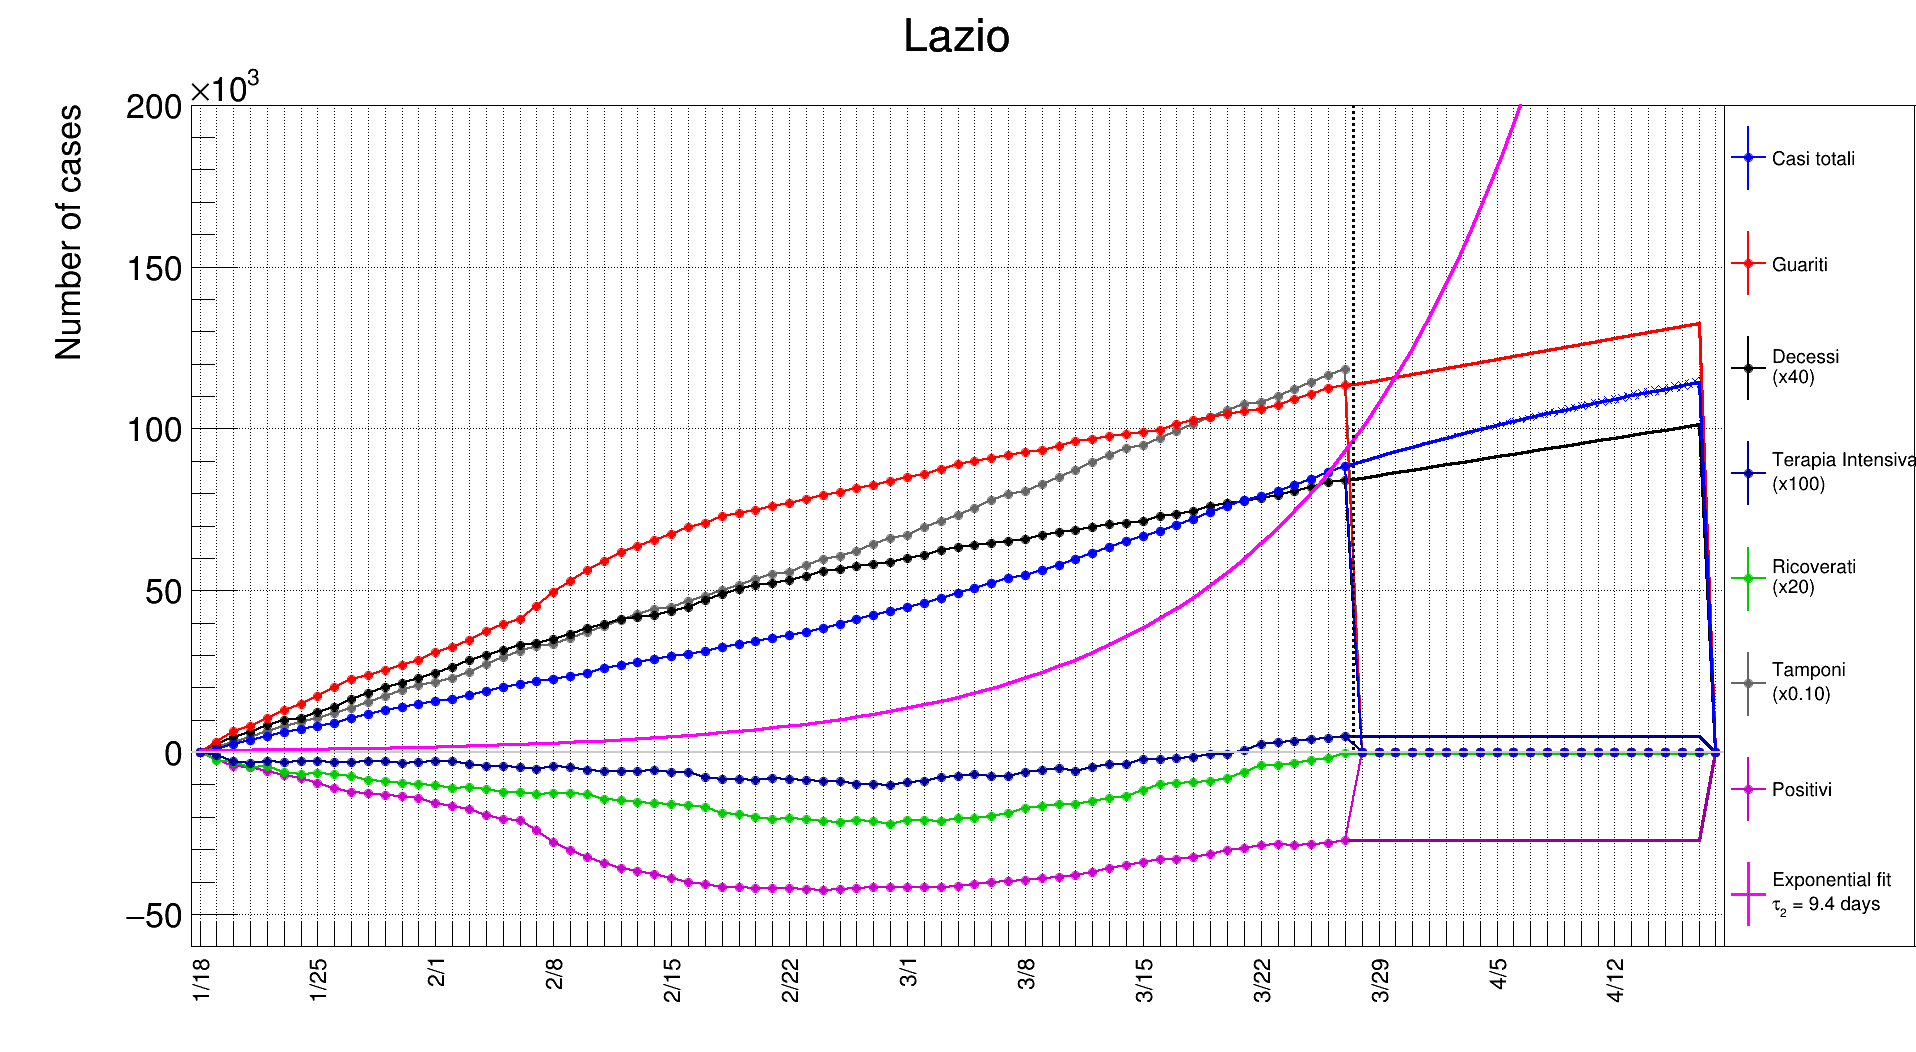 Lazio
×10³
Number of cases
200
150
100
50
0
−50
1/18
1/25
2/1
2/8
2/15
2/22
3/1
3/8
3/15
3/22
3/29
4/5
4/12
Casi totali
Guariti
Decessi
(x40)
Terapia Intensiva
(x100)
Ricoverati
(x20)
Tamponi
(x0.10)
Positivi
Exponential fit
τ₂ = 9.4 days